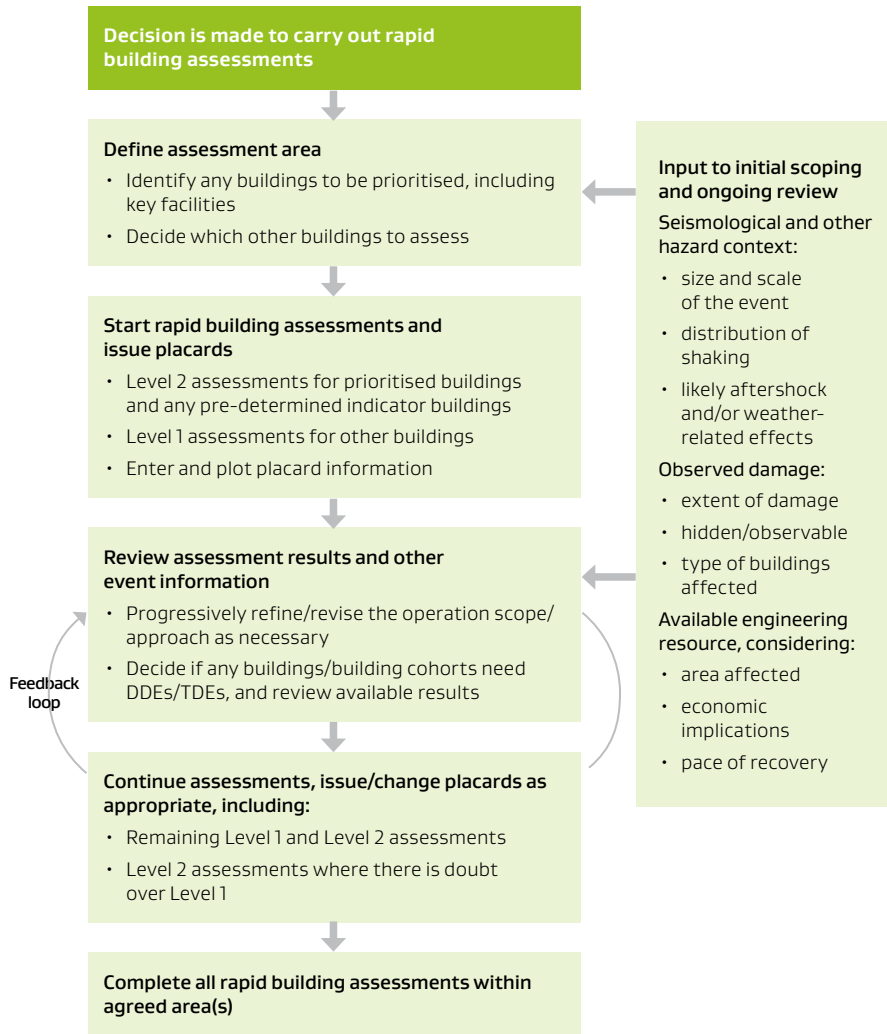 Decision is made to carry out rapid
building assessments
Define assessment area
• Identify any buildings to be prioritised, including
key facilities
• Decide which other buildings to assess
Start rapid building assessments and
issue placards
• Level 2 assessments for prioritised buildings
and any pre-determined indicator buildings
• Level 1 assessments for other buildings
• Enter and plot placard information
Review assessment results and other
event information
• Progressively refine/revise the operation scope/
approach as necessary
• Decide if any buildings/building cohorts need
DDEs/TDEs, and review available results
Feedback
loop
Continue assessments, issue/change placards as
appropriate, including:
• Remaining Level 1 and Level 2 assessments
• Level 2 assessments where there is doubt
over Level 1
Complete all rapid building assessments within
agreed area(s)
Input to initial scoping
and ongoing review
Seismological and other
hazard context:
• size and scale
of the event
• distribution of
shaking
• likely aftershock
and/or weather-
related effects
Observed damage:
• extent of damage
• hidden/observable
• type of buildings
affected
Available engineering
resource, considering:
• area affected
• economic
implications
• pace of recovery